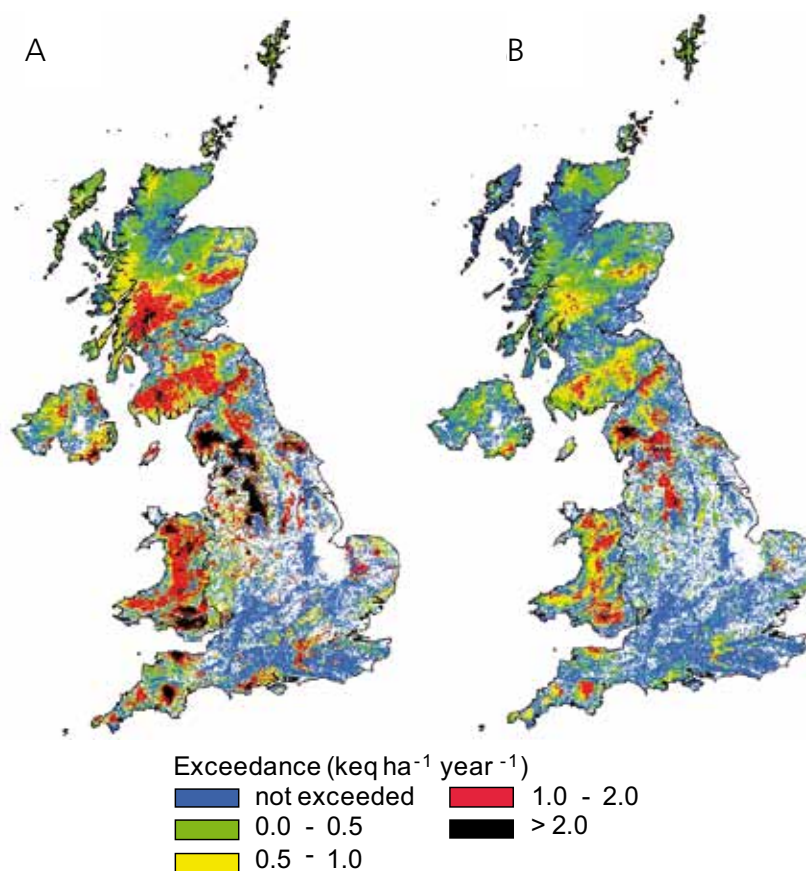 A B
Exceedance (keq ha-1 year -1)
not exceeded 1.0 - 2.0
0.0 - 0.5 > 2.0
0.5 - 1.0